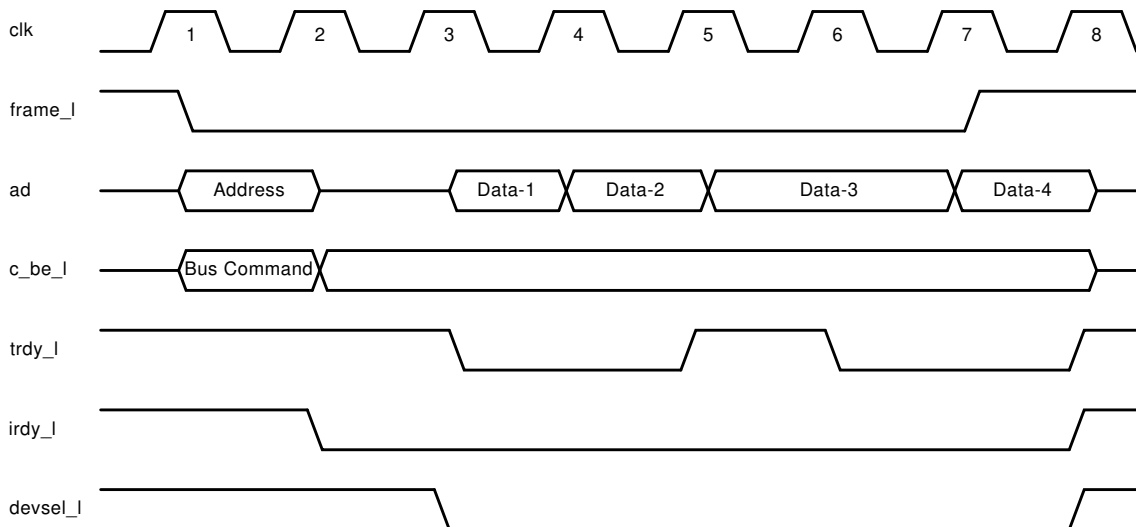 clk 1 2 3 4 5 6 7 8
frame_l
ad Address Data-1 Data-2 Data-3 Data-4
c_be_l Bus Command
trdy_l
irdy_l
devsel_l